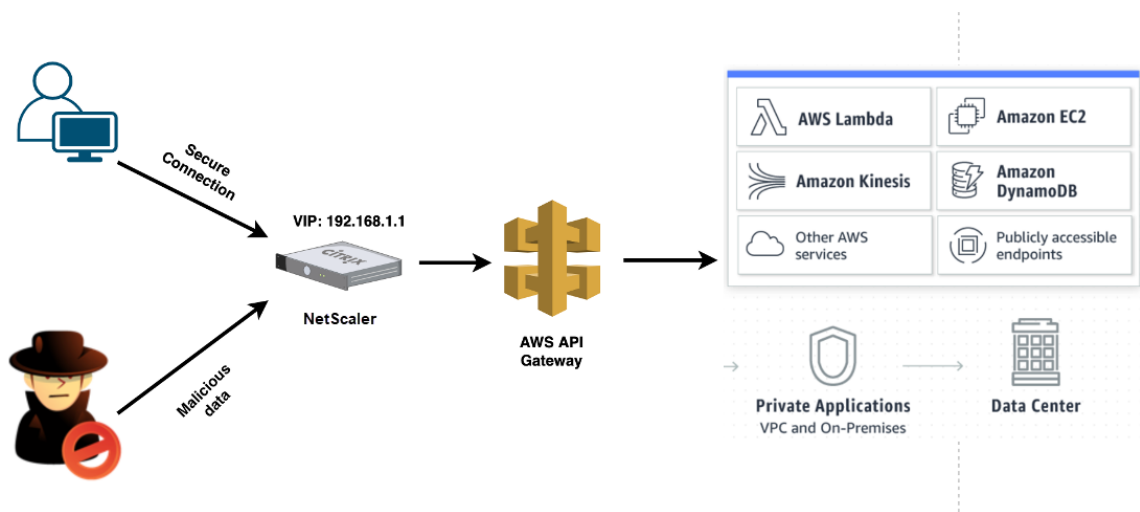 Secure
Connection
VIP: 192.168.1.1
citrix
NetScaler
Malicious
data
AWS API
Gateway
AWS Lambda
Amazon EC2
Amazon Kinesis
Amazon
DynamoDB
Other AWS
services
Publicly accessible
endpoints
Private Applications
VPC and On-Premises
Data Center